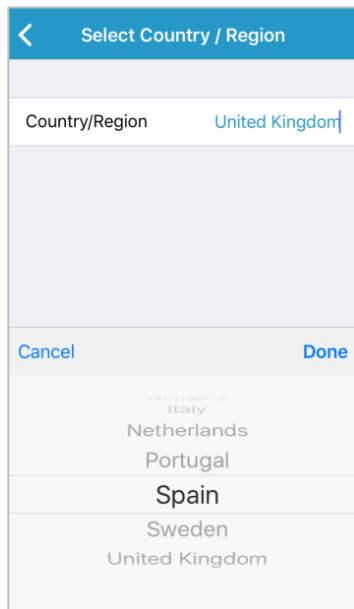 Select Country / Region
Country/Region United Kingdom
Cancel Done
Italy
Netherlands
Portugal
Spain
Sweden
United Kingdom